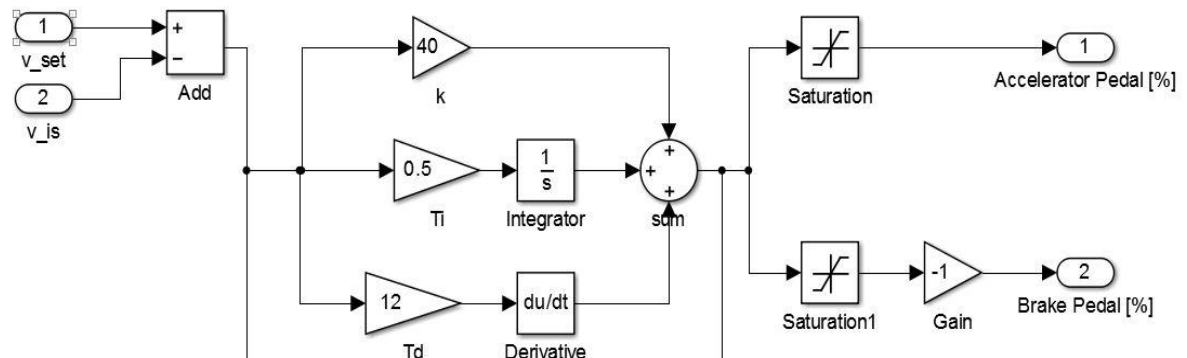 1
v_set
2
v_is
+
−
Add
40
k
0.5
Ti
1
s
Integrator
12
Td
du/dt
Derivative
+
+
+
sum
Saturation
1
Accelerator Pedal [%]
Saturation1
-1
Gain
2
Brake Pedal [%]